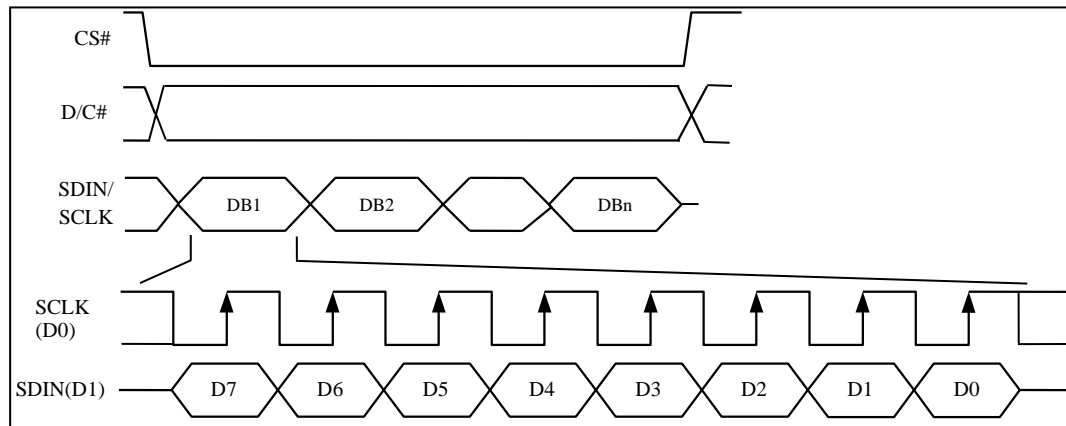 CS#
D/C#
SDIN/
SCLK
DB1 DB2 DBn
SCLK
(D0)
SDIN(D1) D7 D6 D5 D4 D3 D2 D1 D0